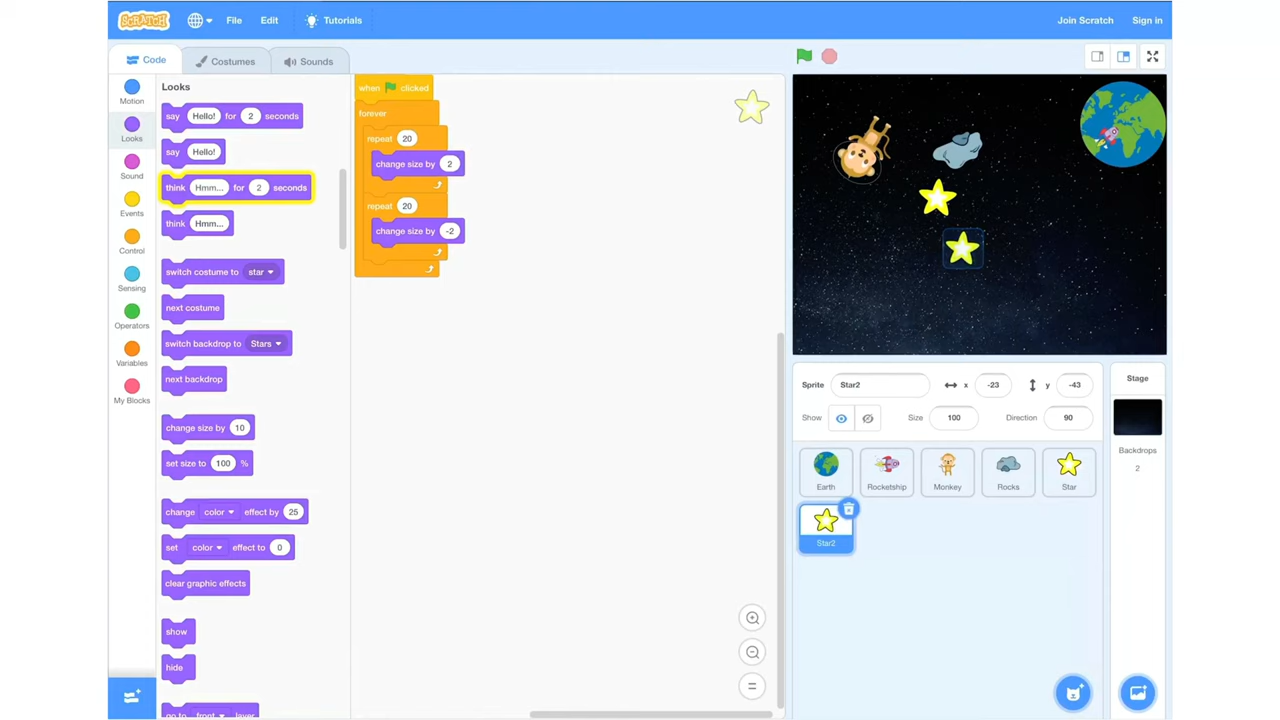 SCRATCH File Edit Tutorials Join Sign in Scratch
Code Costumes Sounds
Motion
Looks
Sound
Events
Control
Sensing
Operators
Variables
My Blocks
Looks
say Hello! for 2 seconds
say Hello!
think Hmm... for 2 seconds
think Hmm...
switch costume to star
next costume
switch backdrop to Stars
next backdrop
change size by 10
set size to 100 %
change color effect by 25
set color effect to 0
clear graphic effects
show
hide
go to front layer
when clicked
forever
repeat 20
change size by 2
repeat 20
change size by -2
Sprite Star2 x -23 y -43
Show Size 100 Direction 90
Earth Rocketship Monkey Rocks Star
Star2
Stage
Backdrops
2